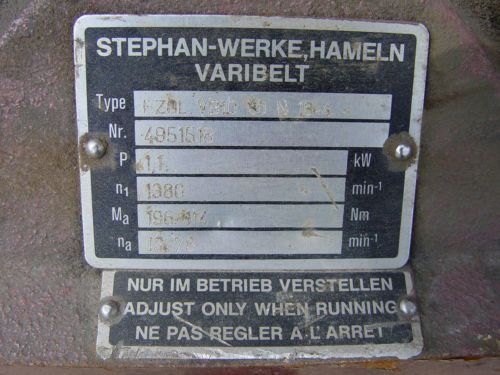 STEPHAN-WERKE,HAMELN
VARIBELT
Type
Nr. 4951518
P 1,1 kW
n1 1380 min-1
Ma Nm
na min-1
NUR IM BETRIEB VERSTELLEN
ADJUST ONLY WHEN RUNNING
NE PAS REGLER A L'ARRET